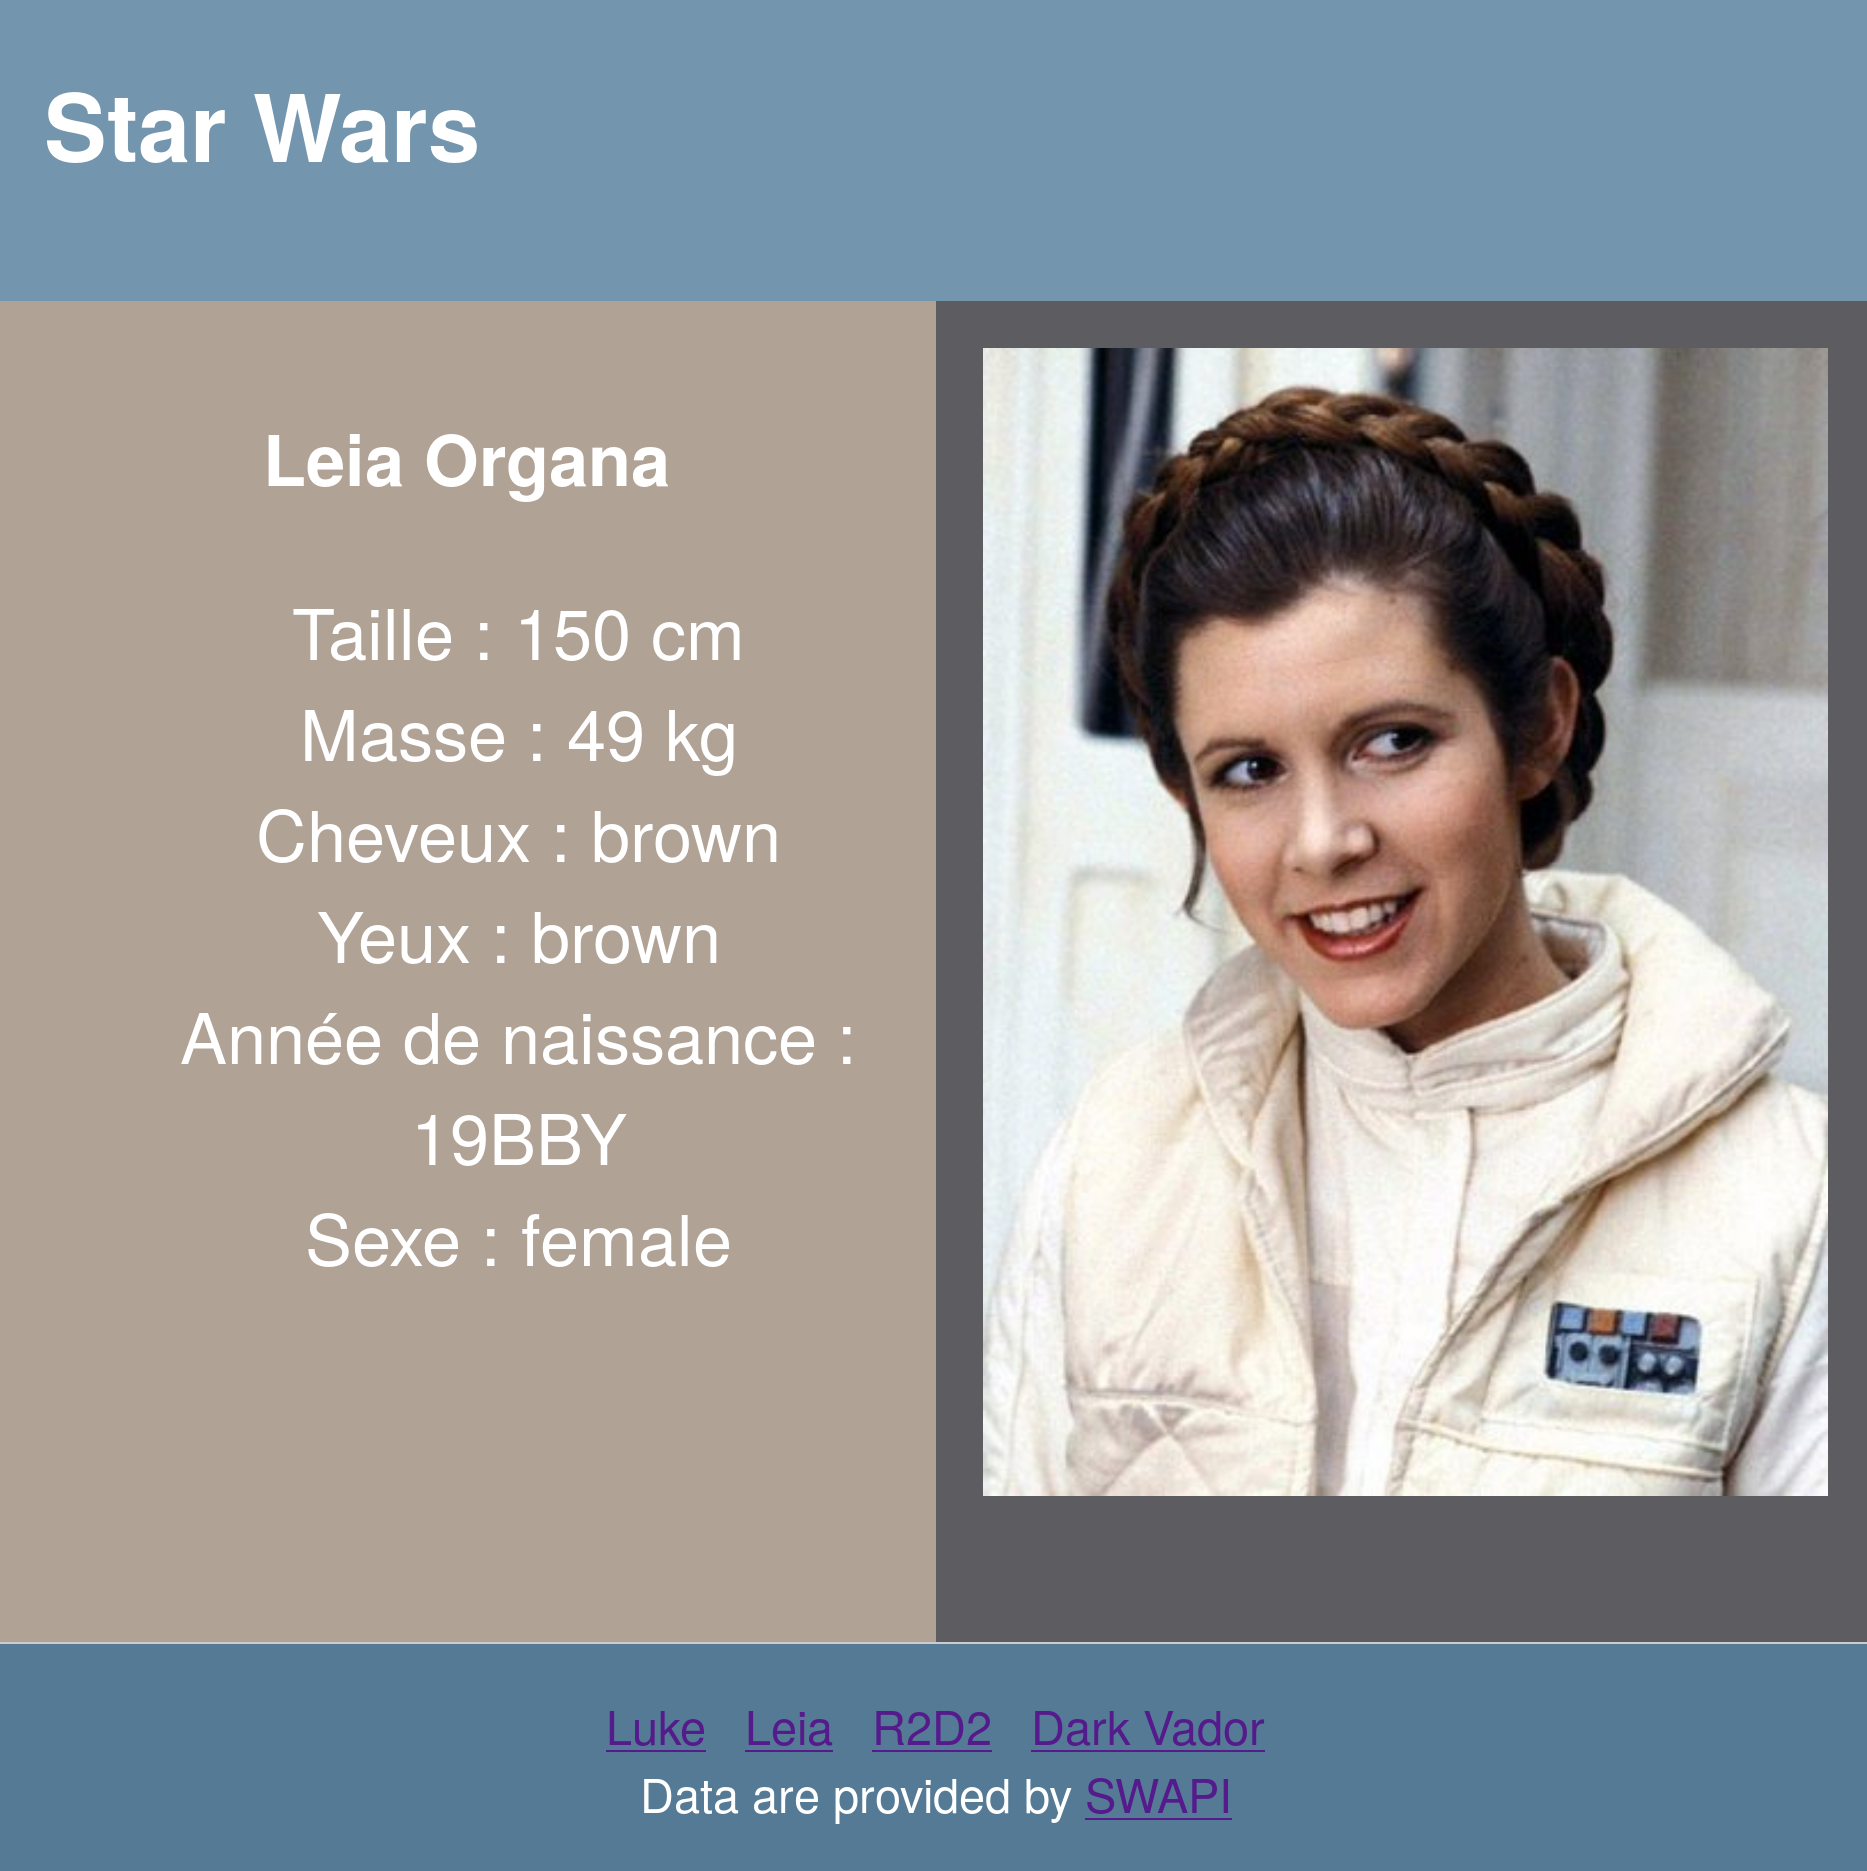 Star Wars
Leia Organa
Taille : 150 cm
Masse : 49 kg
Cheveux : brown
Yeux : brown
Année de naissance :
19BBY
Sexe : female
Luke Leia R2D2 Dark Vador
Data are provided by SWAPI